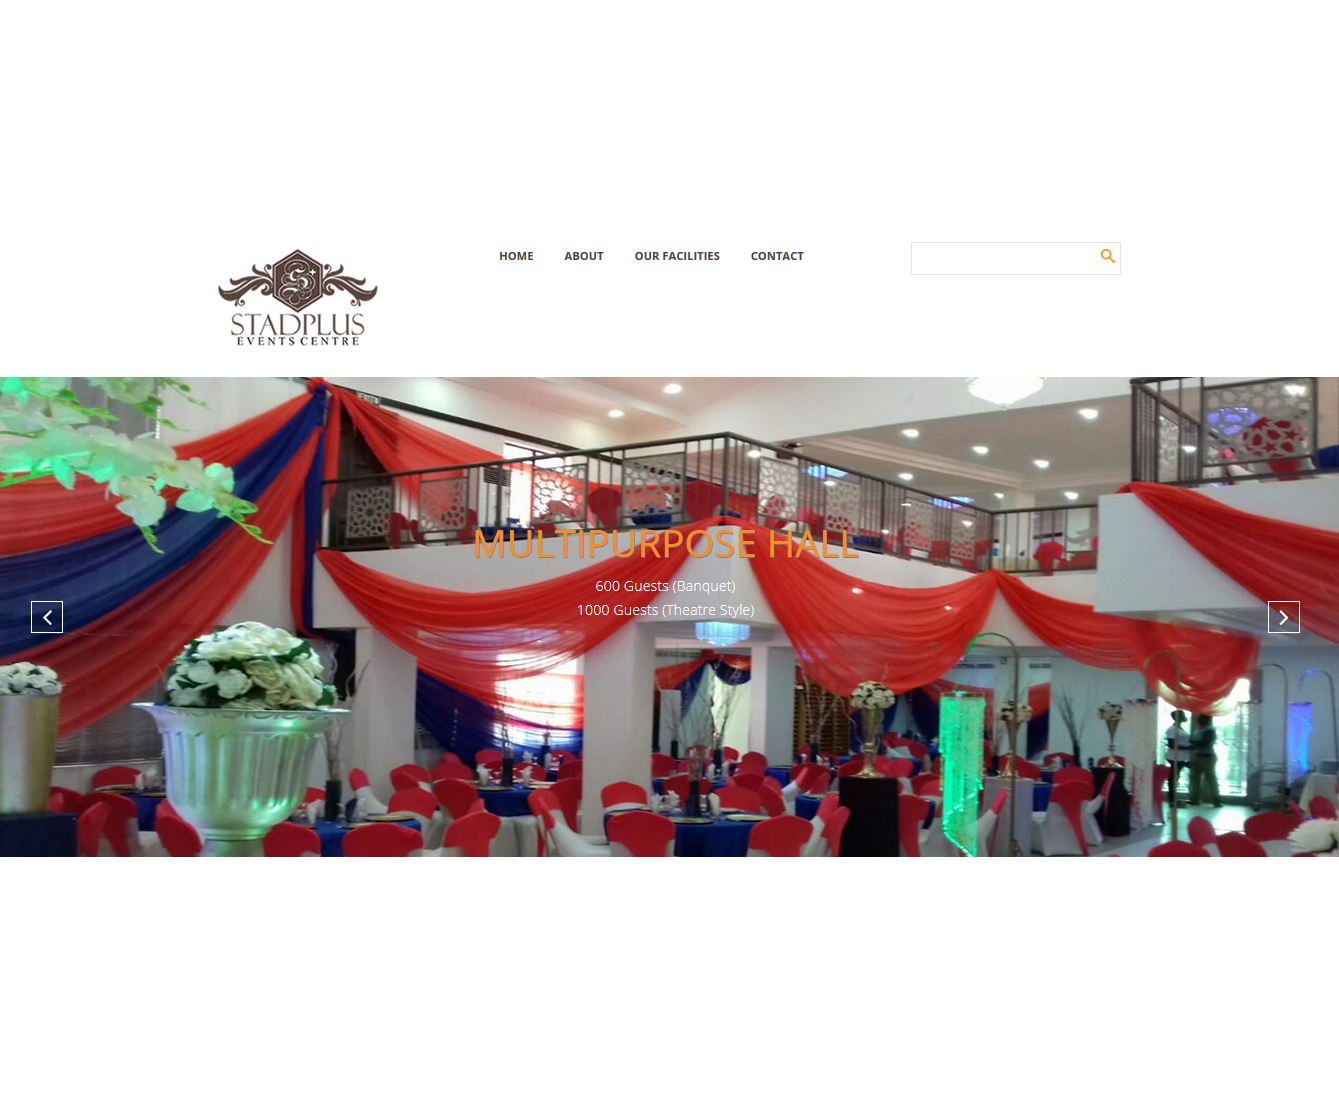 HOME ABOUT OUR FACILITIES CONTACT
STADPLUS
EVENTS CENTRE
MULTIPURPOSE HALL
600 Guests (Banquet)
1000 Guests (Theatre Style)